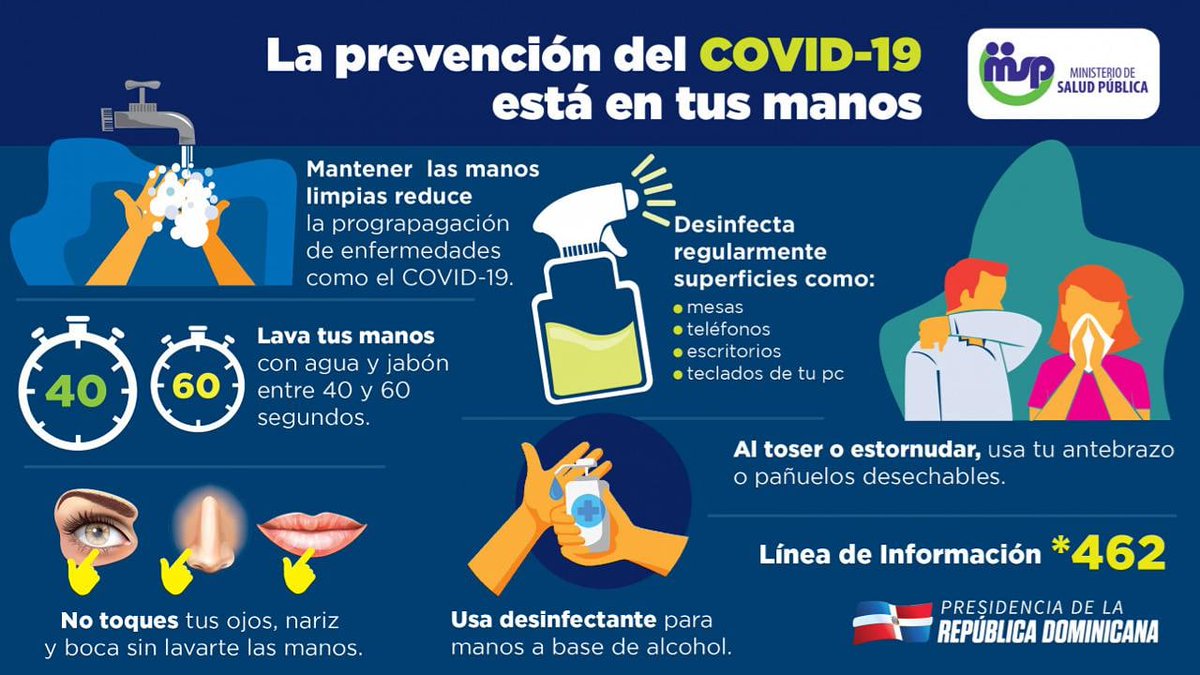 La prevención del COVID-19
está en tus manos
msp MINISTERIO DE
SALUD PÚBLICA
Mantener las manos
limpias reduce
la prograpagación
de enfermedades
como el COVID-19.
40
60
Lava tus manos
con agua y jabón
entre 40 y 60
segundos.
No toques tus ojos, nariz
y boca sin lavarte las manos.
Desinfecta
regularmente
superficies como:
• mesas
• teléfonos
• escritorios
• teclados de tu pc
Usa desinfectante para
manos a base de alcohol.
Al toser o estornudar, usa tu antebrazo
o pañuelos desechables.
Línea de Información *462
PRESIDENCIA DE LA
REPÚBLICA DOMINICANA